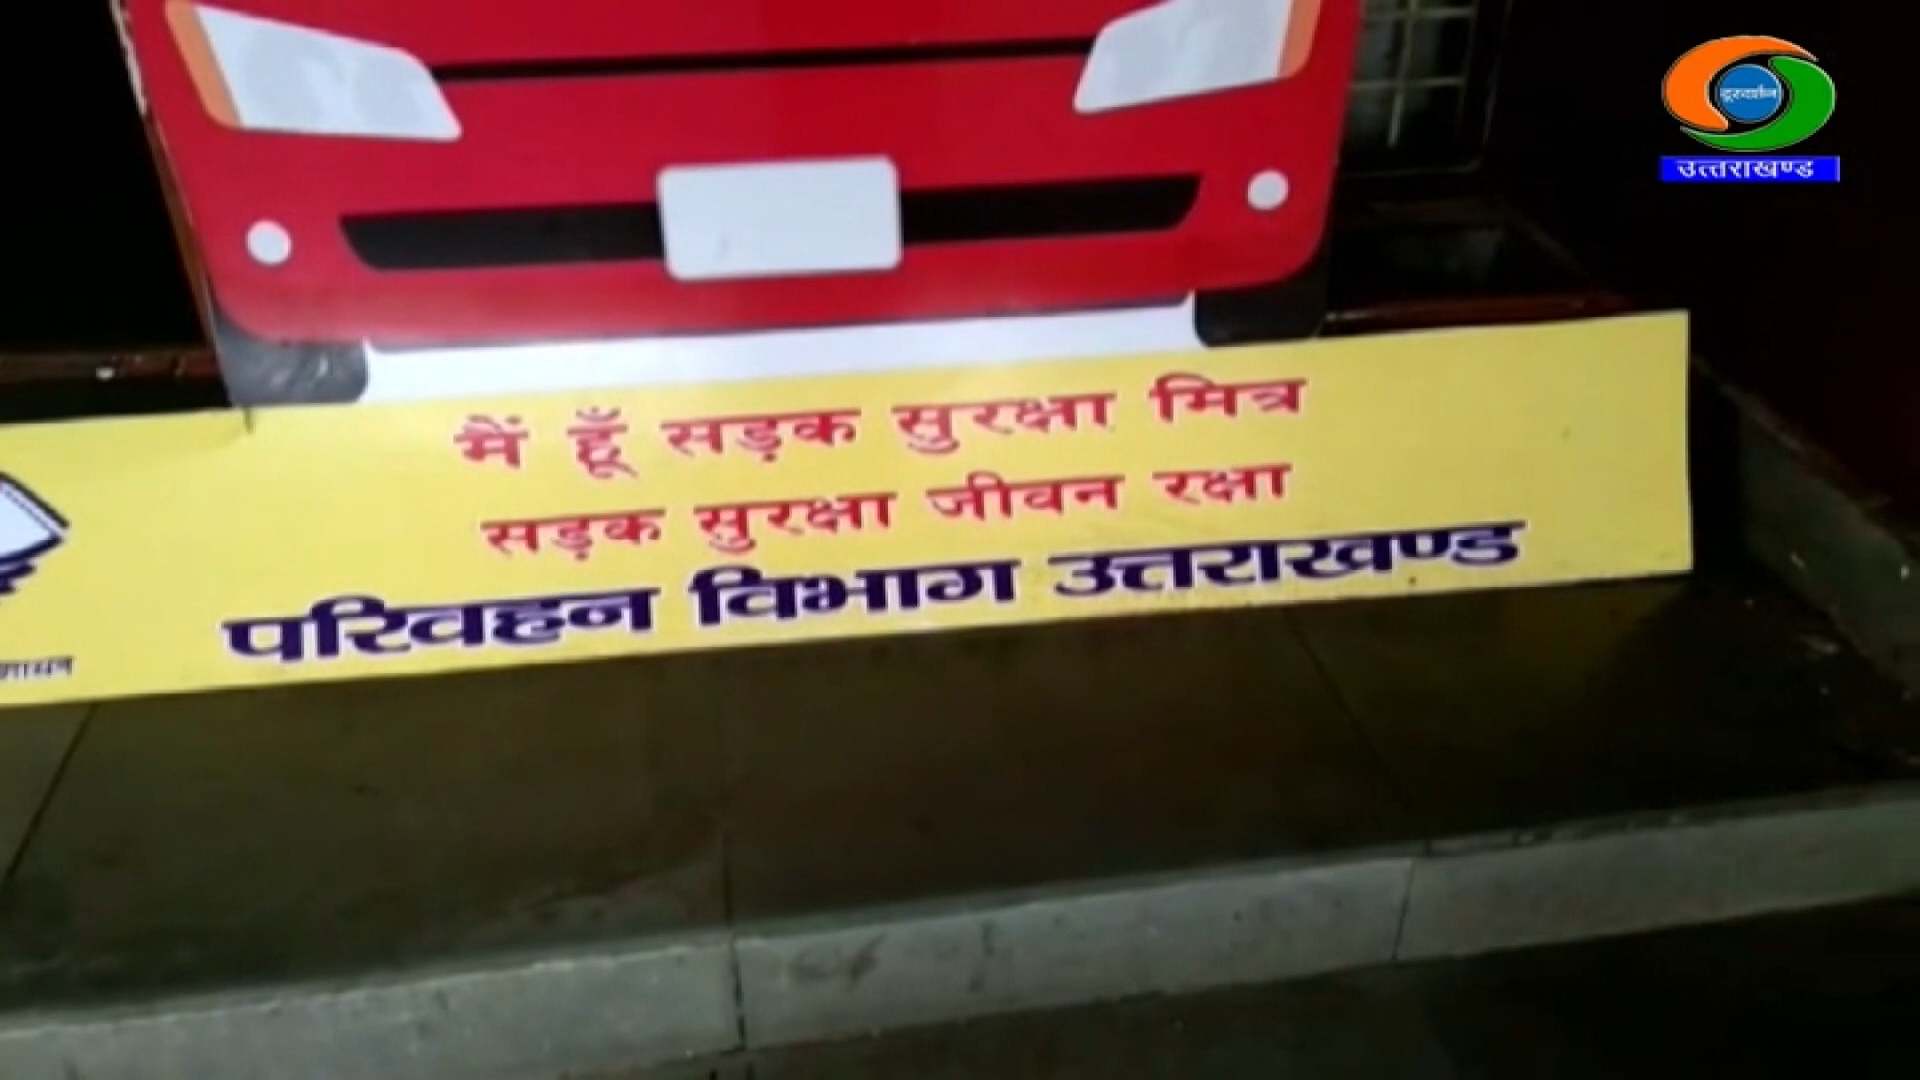 दूरदर्शन
उत्तराखण्ड
मैं हूँ सड़क सुरक्षा मित्र
सड़क सुरक्षा जीवन रक्षा
परिवहन विभाग उत्तराखण्ड